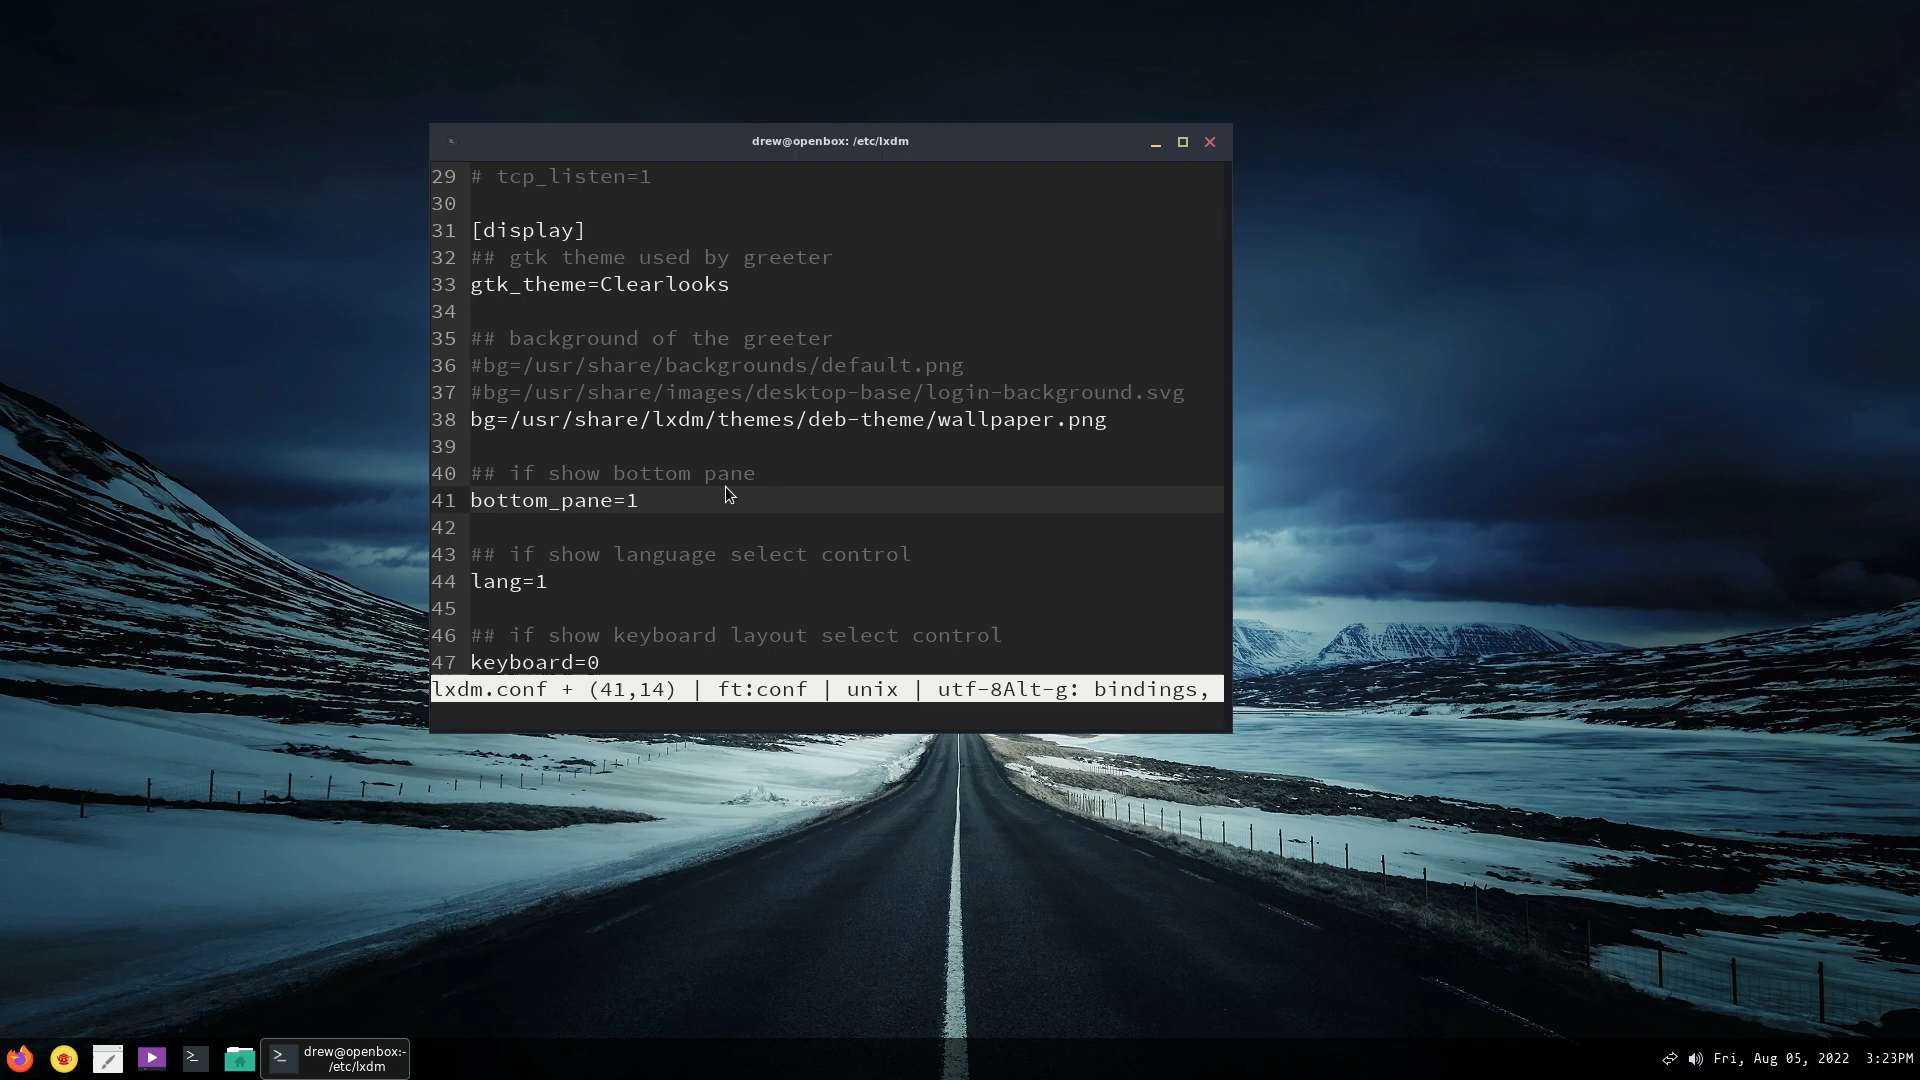 drew@openbox: /etc/lxdm
29 # tcp_listen=1
30
31 [display]
32 ## gtk theme used by greeter
33 gtk_theme=Clearlooks
34
35 ## background of the greeter
36 #bg=/usr/share/backgrounds/default.png
37 #bg=/usr/share/images/desktop-base/login-background.svg
38 bg=/usr/share/lxdm/themes/deb-theme/wallpaper.png
39
40 ## if show bottom pane
41 bottom_pane=1
42
43 ## if show language select control
44 lang=1
45
46 ## if show keyboard layout select control
47 keyboard=0
lxdm.conf + (41,14) | ft:conf | unix | utf-8Alt-g: bindings,
drew@openbox:-
/etc/lxdm
Fri, Aug 05, 2022 3:23PM